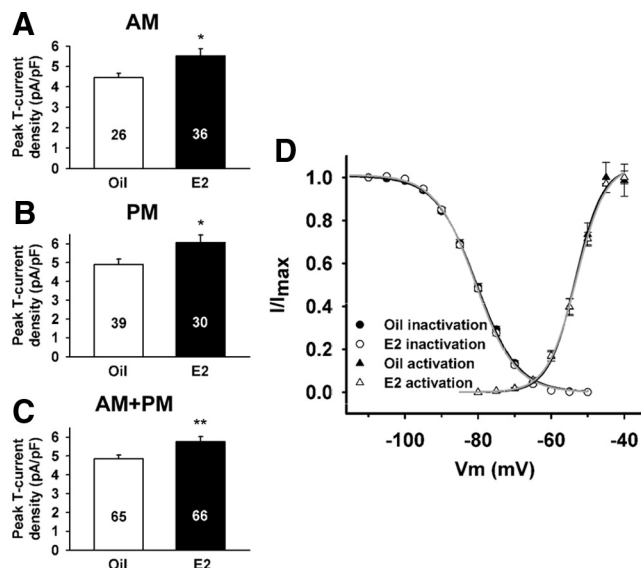 A
AM
Peak T-current
density (pA/pF)
6
5
4
3
2
1
0
*
26
36
Oil
E2
B
PM
Peak T-current
density (pA/pF)
6
5
4
3
2
1
0
*
39
30
Oil
E2
C
AM+PM
Peak T-current
density (pA/pF)
6
5
4
3
2
1
0
**
65
66
Oil
E2
D
I/Imax
1.0
0.8
0.6
0.4
0.2
0.0
Oil inactivation
E2 inactivation
Oil activation
E2 activation
-100
-80
-60
-40
Vm (mV)